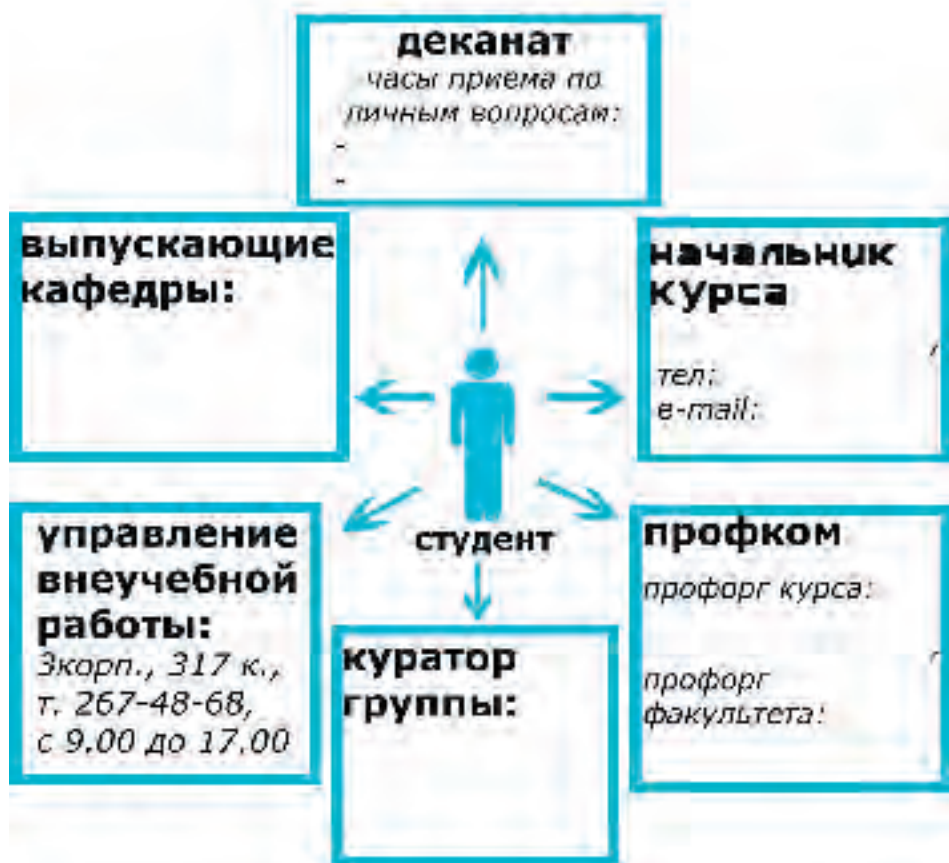 деканат
часы приема по
личным вопросам:
-
-
выпускающие
кафедры:
начальник
курса
,
тел:
e-mail:
управление
внеучебной
работы:
3корп., 317 к.,
т. 267-48-68,
с 9.00 до 17.00
студент
профком
профорг курса:
,
профорг
факультета:
куратор
группы: